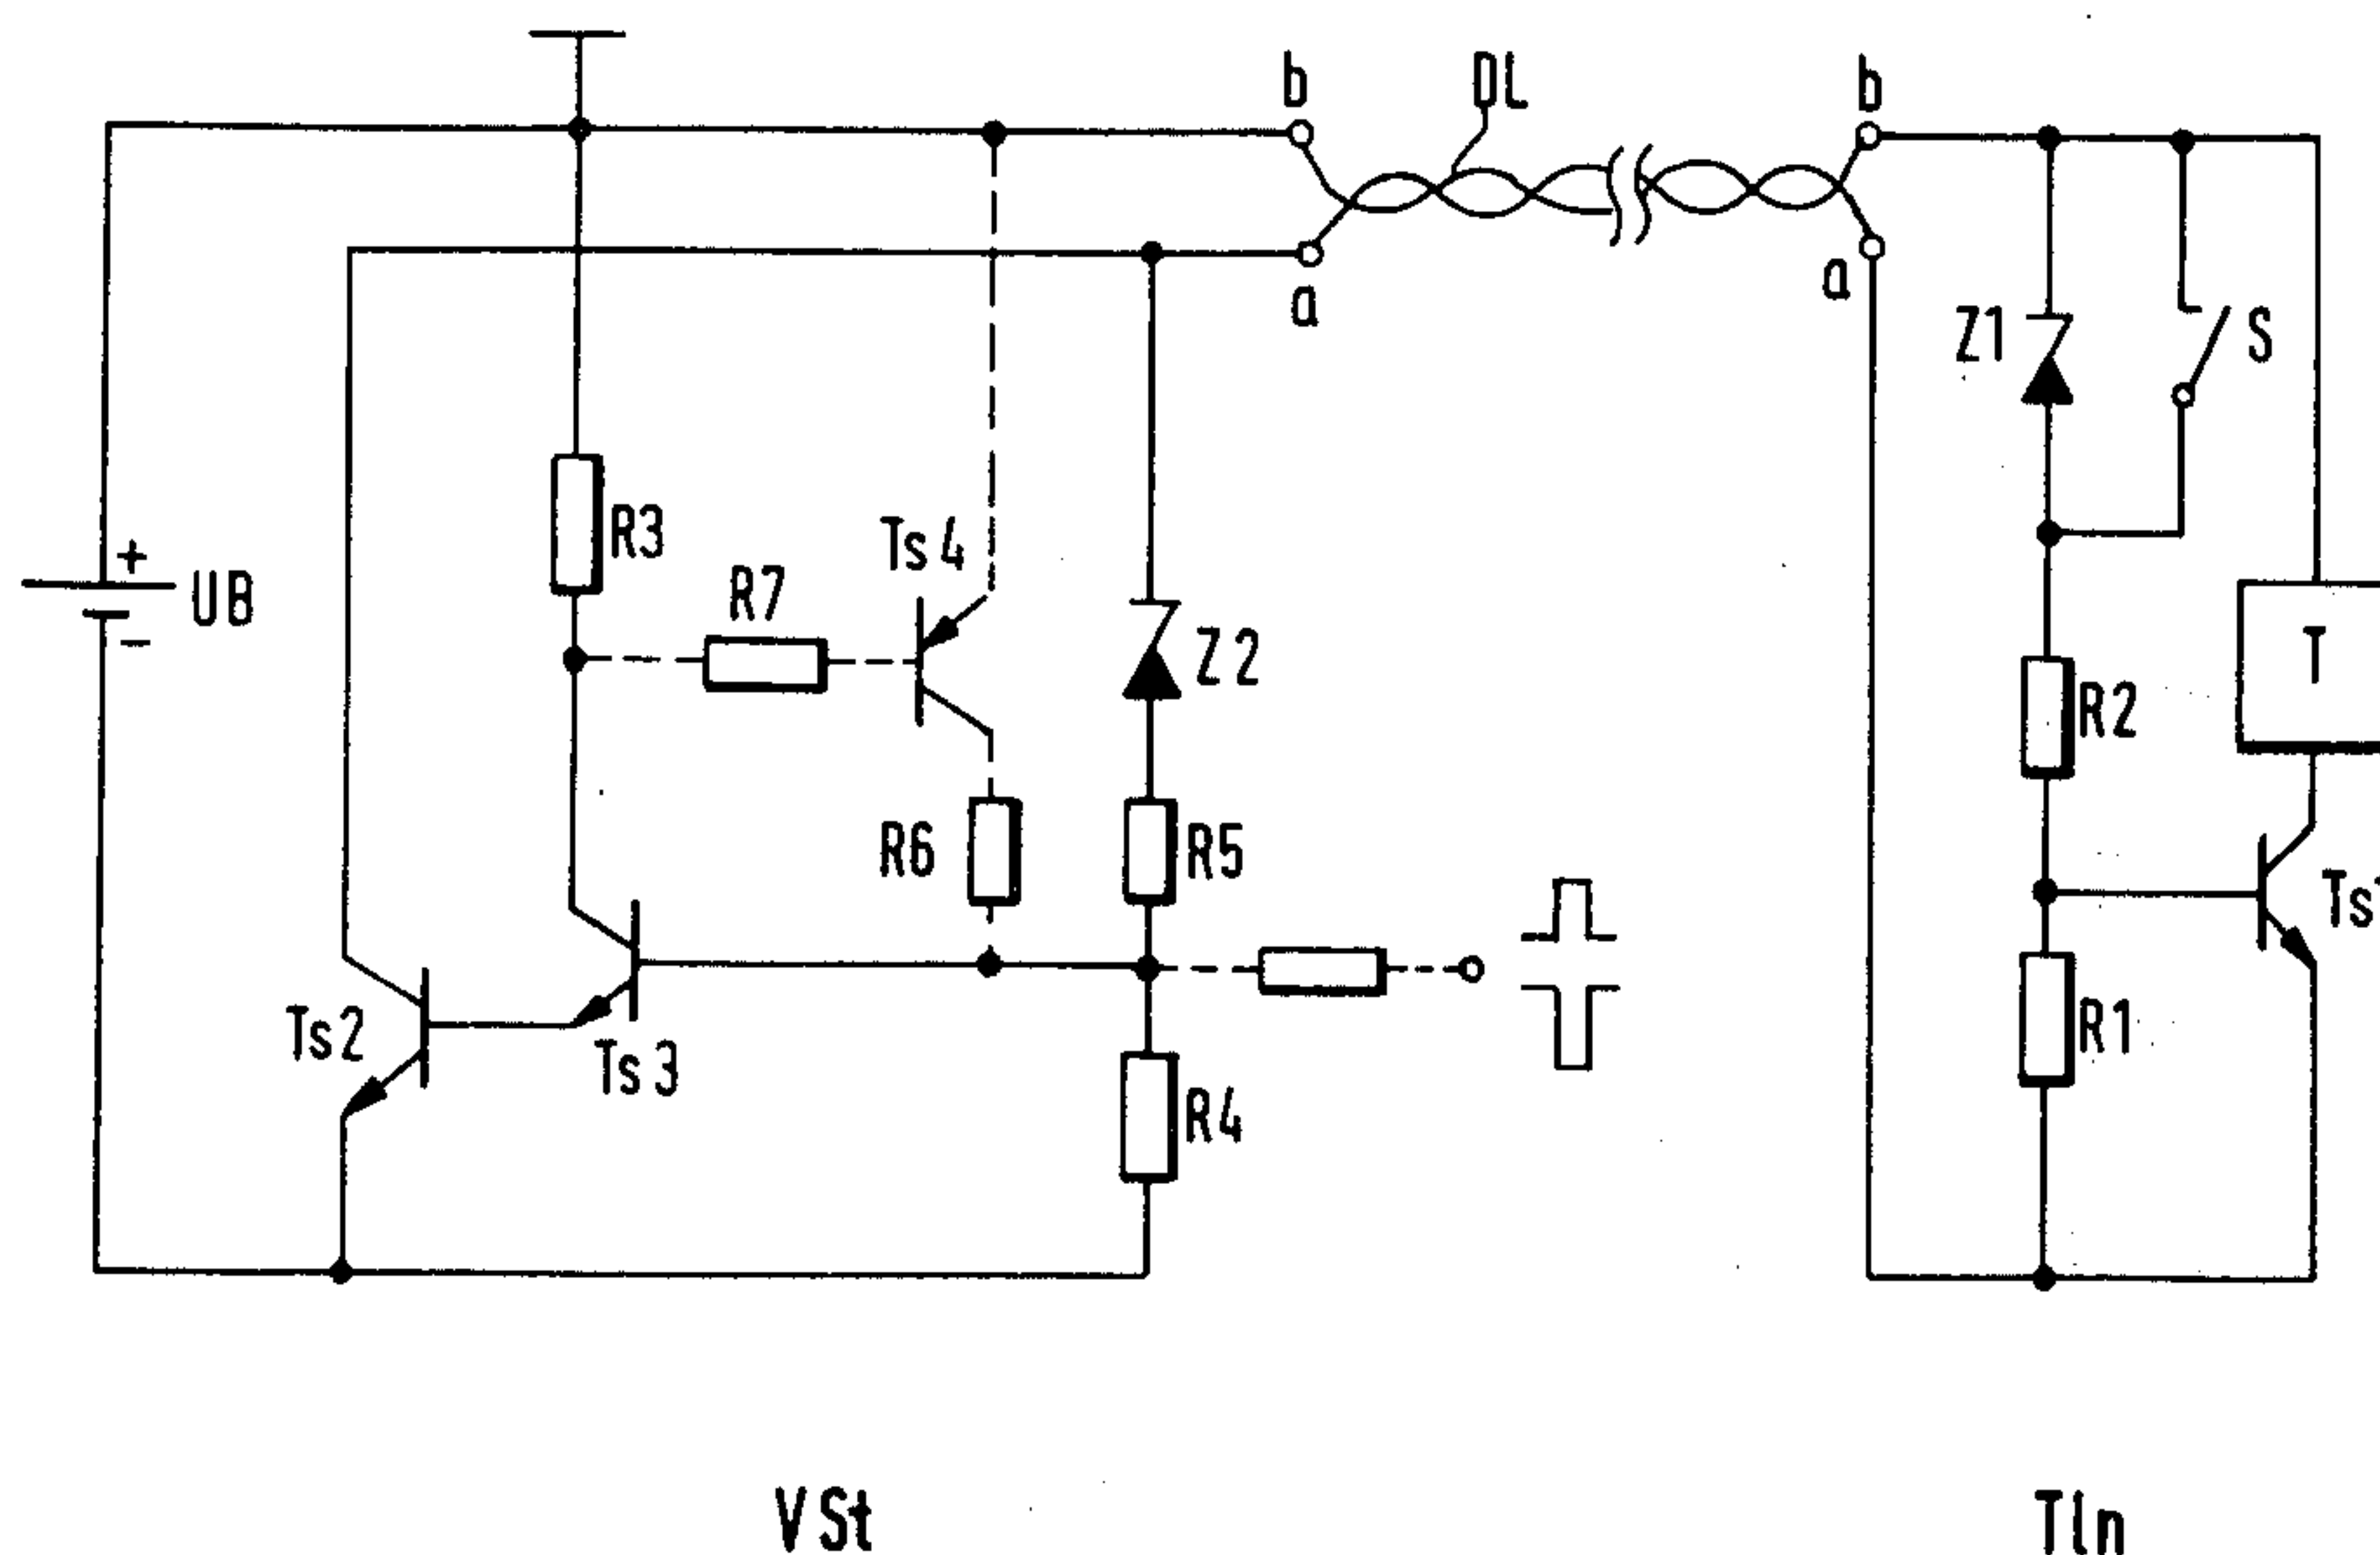 b
DL
b
a
a
Z1
S
+
UB
−
R3
Ts4
R7
Z2
T
R2
R6
R5
Ts2
Ts3
R4
R1
VSt
Tln